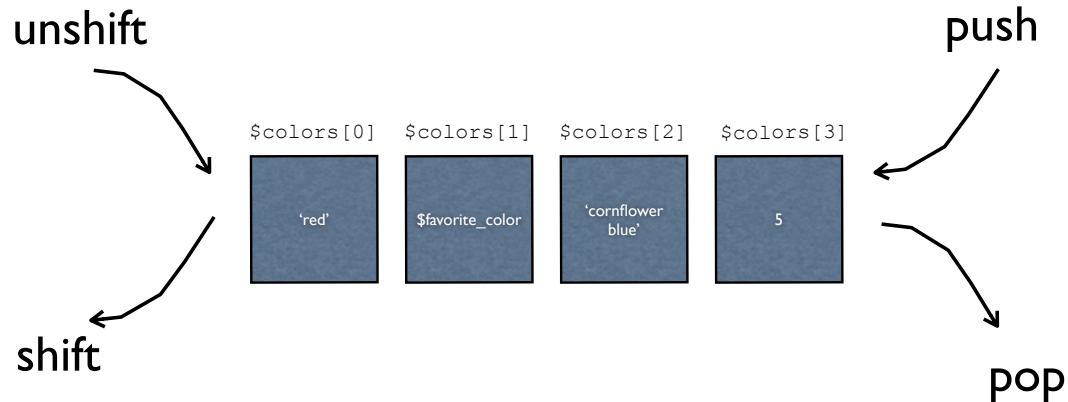 unshift
push
$colors[0] $colors[1] $colors[2] $colors[3]
‘red’
$favorite_color
‘cornflower
blue’
5
shift
pop